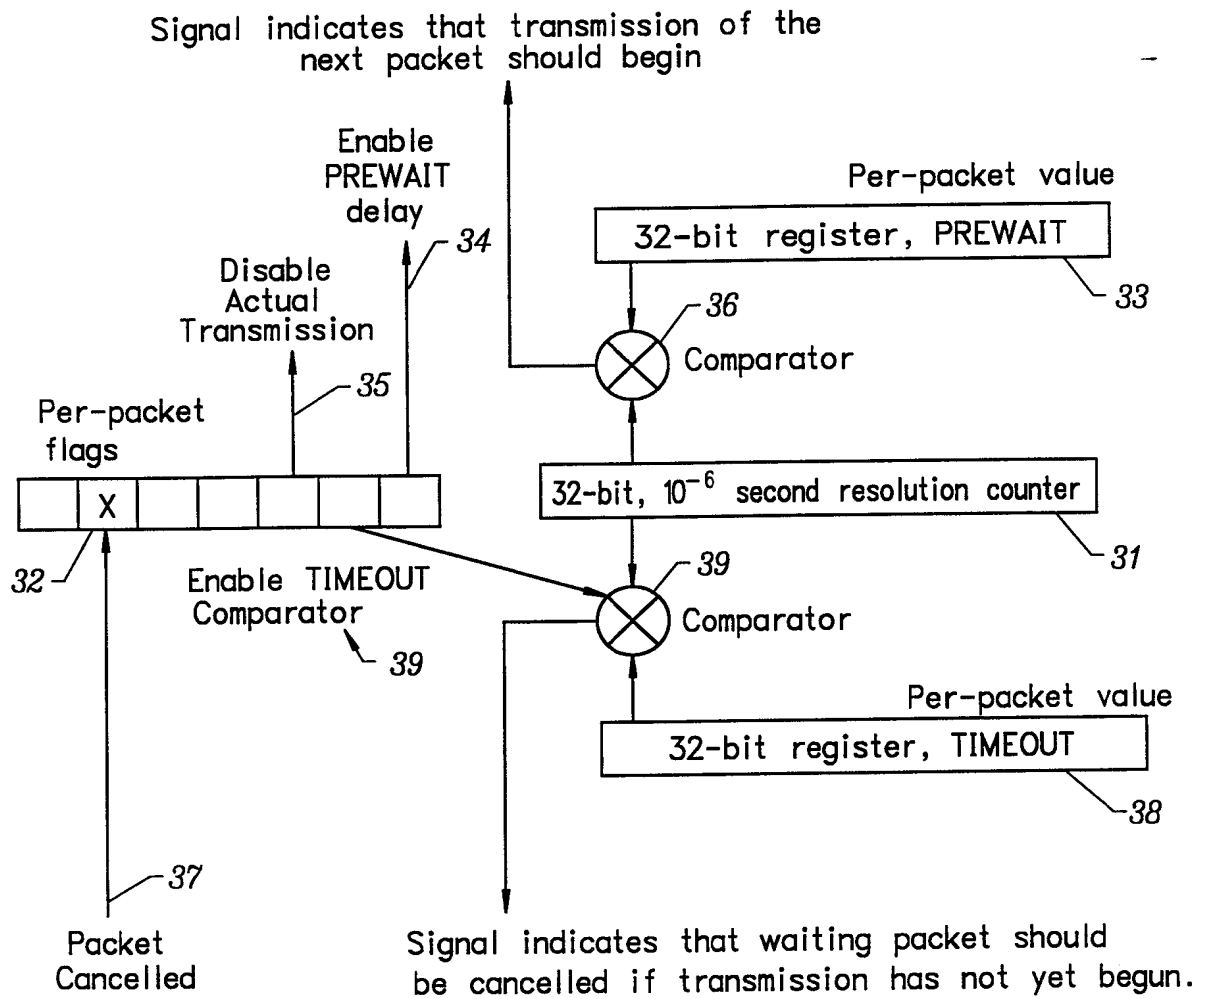 Signal indicates that transmission of the
next packet should begin
Enable
PREWAIT
delay
34
Disable
Actual
Transmission
35
Per-packet
flags
X
32
Enable TIMEOUT
Comparator
39
37
Packet
Cancelled
Per-packet value
32-bit register, PREWAIT
33
36
Comparator
32-bit, 10⁻⁶ second resolution counter
31
39
Comparator
Per-packet value
32-bit register, TIMEOUT
38
Signal indicates that waiting packet should
be cancelled if transmission has not yet begun.